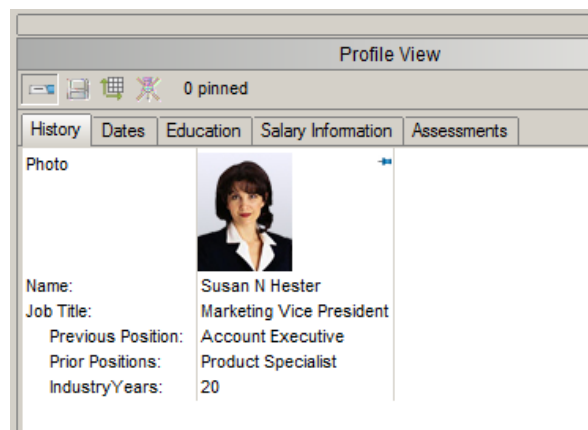 Profile View
0 pinned
History Dates Education Salary Information Assessments
Photo
Name: Susan N Hester
Job Title: Marketing Vice President
Previous Position: Account Executive
Prior Positions: Product Specialist
IndustryYears: 20